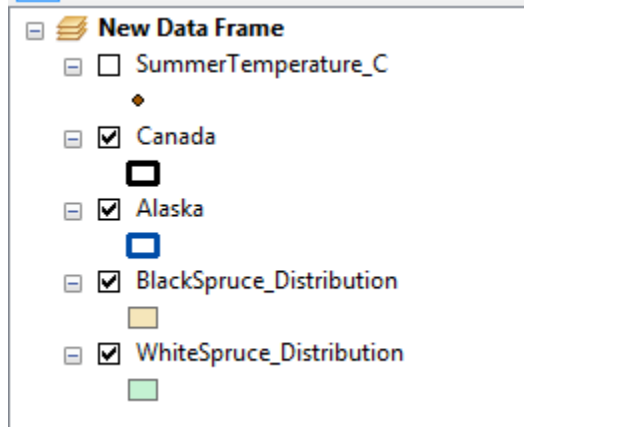 New Data Frame
SummerTemperature_C
Canada
Alaska
BlackSpruce_Distribution
WhiteSpruce_Distribution